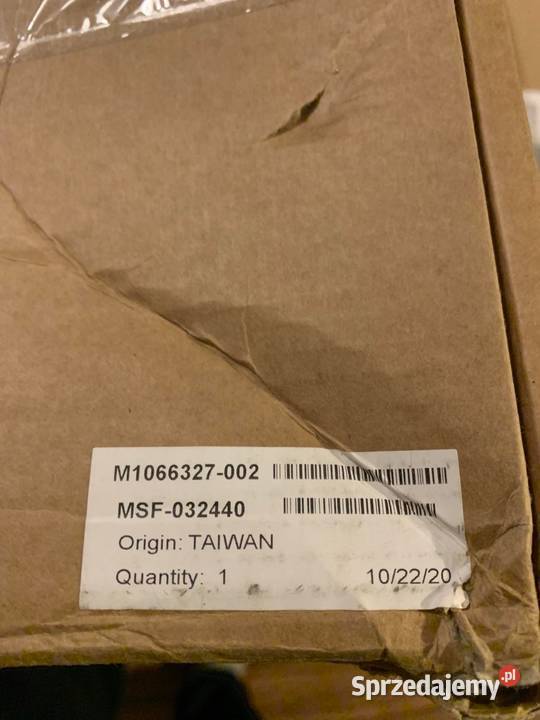 M1066327-002
MSF-032440
Origin: TAIWAN
Quantity: 1 10/22/20
Sprzedajemy.pl